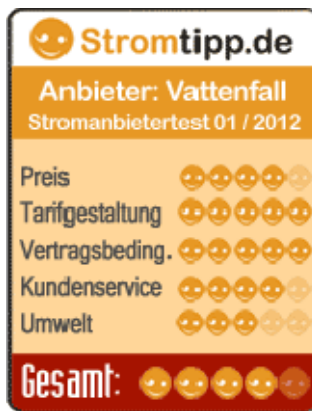 Stromtipp.de
Anbieter: Vattenfall
Stromanbietertest 01 / 2012
Preis
Tarifgestaltung
Vertragsbeding.
Kundenservice
Umwelt
Gesamt: